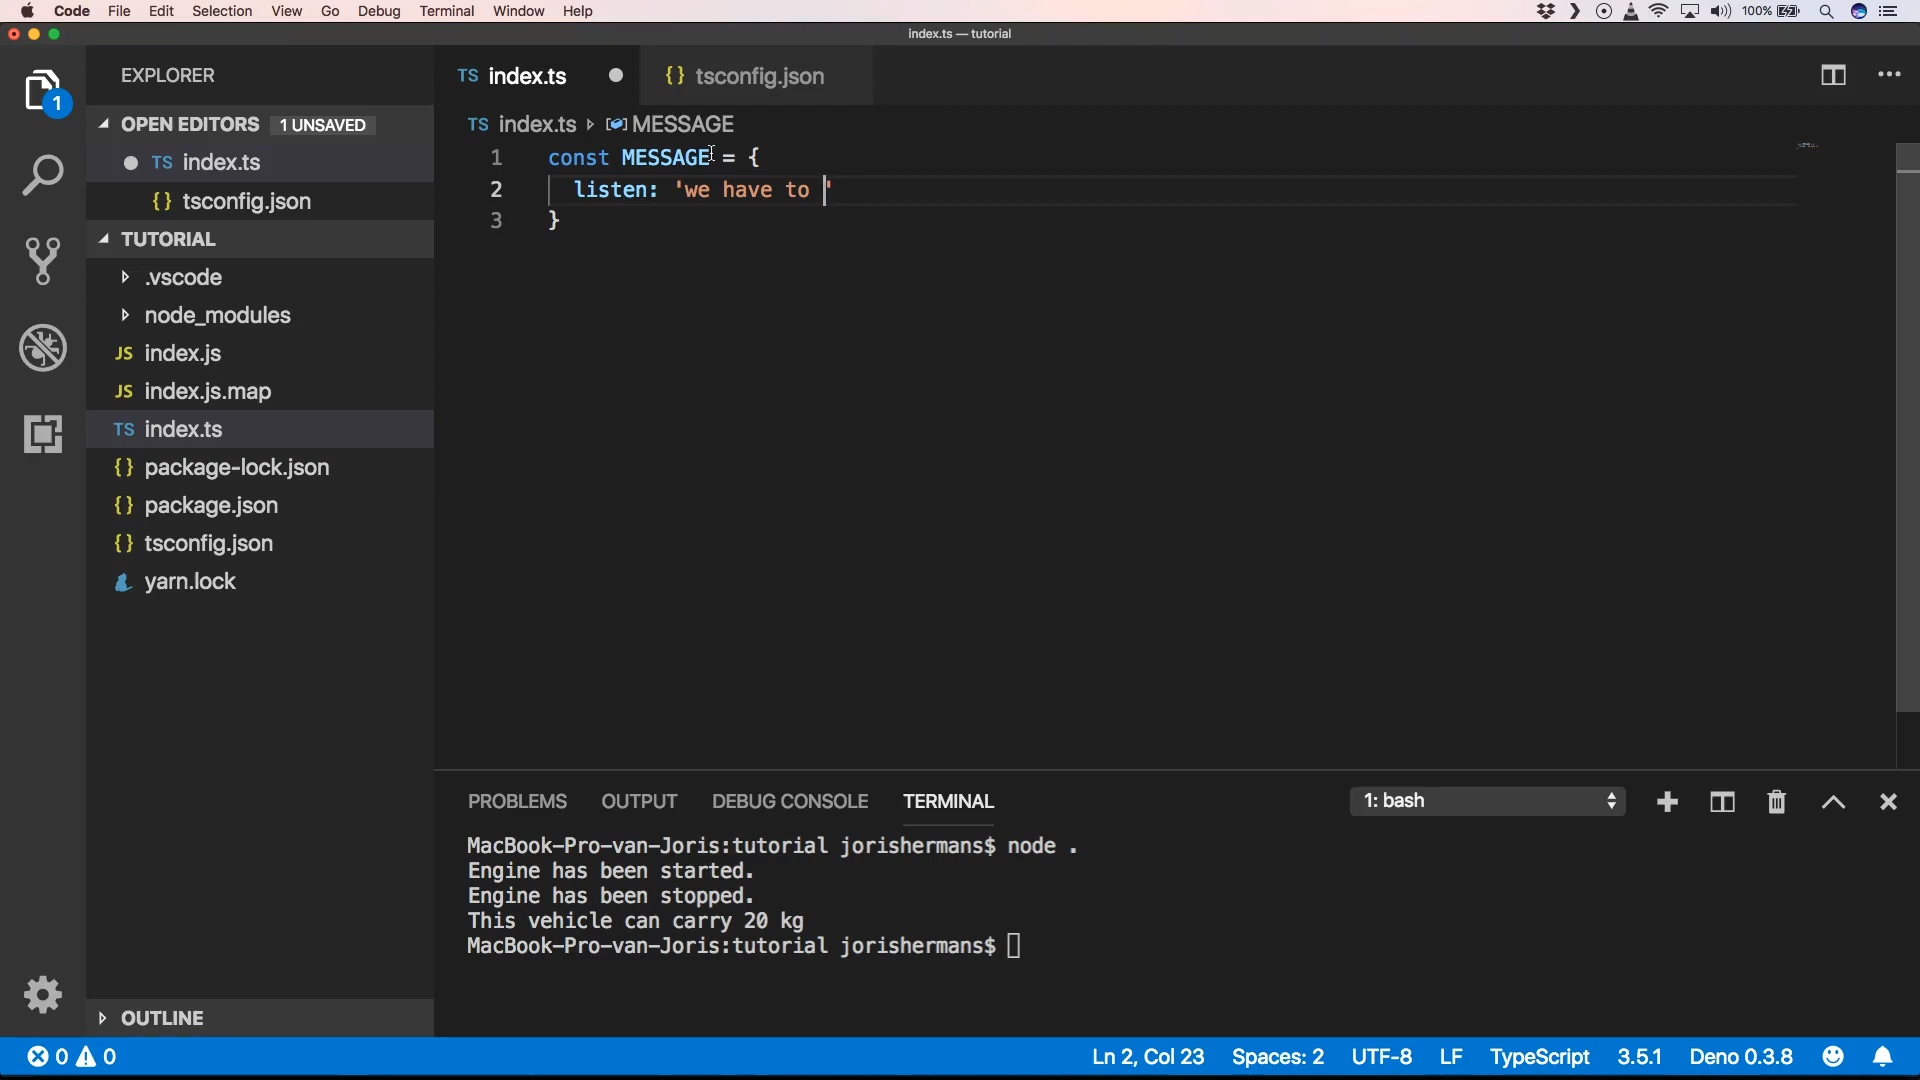 Code File Edit Selection View Go Debug Terminal Window Help 100%
index.ts — tutorial
EXPLORER
1
OPEN EDITORS 1 UNSAVED
TS index.ts
{} tsconfig.json
TUTORIAL
.vscode
node_modules
JS index.js
JS index.js.map
TS index.ts
{} package-lock.json
{} package.json
{} tsconfig.json
yarn.lock
OUTLINE
TS index.ts
{} tsconfig.json
TS index.ts MESSAGE
1 const MESSAGE = {
2 listen: 'we have to '
3 }
PROBLEMS OUTPUT DEBUG CONSOLE TERMINAL
1: bash
MacBook-Pro-van-Joris:tutorial jorishermans$ node .
Engine has been started.
Engine has been stopped.
This vehicle can carry 20 kg
MacBook-Pro-van-Joris:tutorial jorishermans$
0 0 Ln 2, Col 23 Spaces: 2 UTF-8 LF TypeScript 3.5.1 Deno 0.3.8